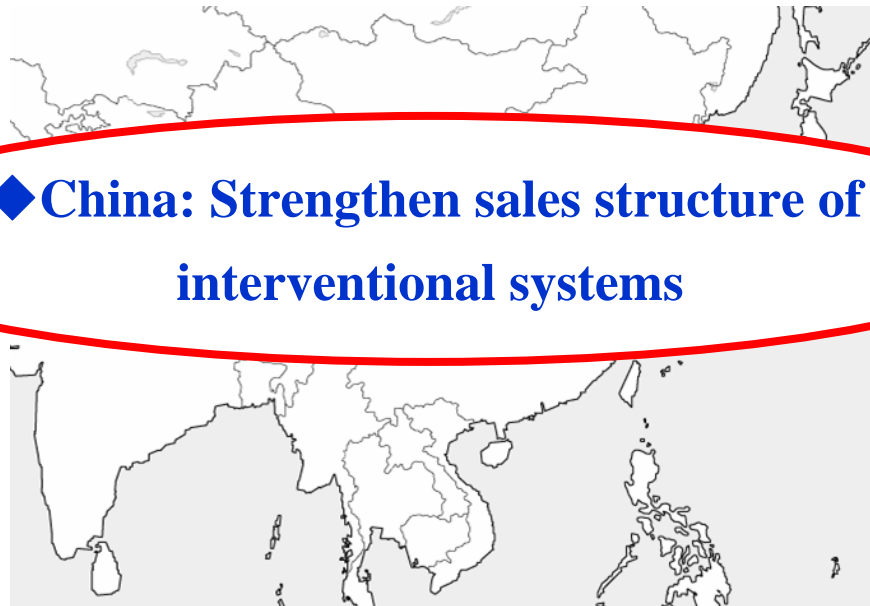 ◆China: Strengthen sales structure of
interventional systems